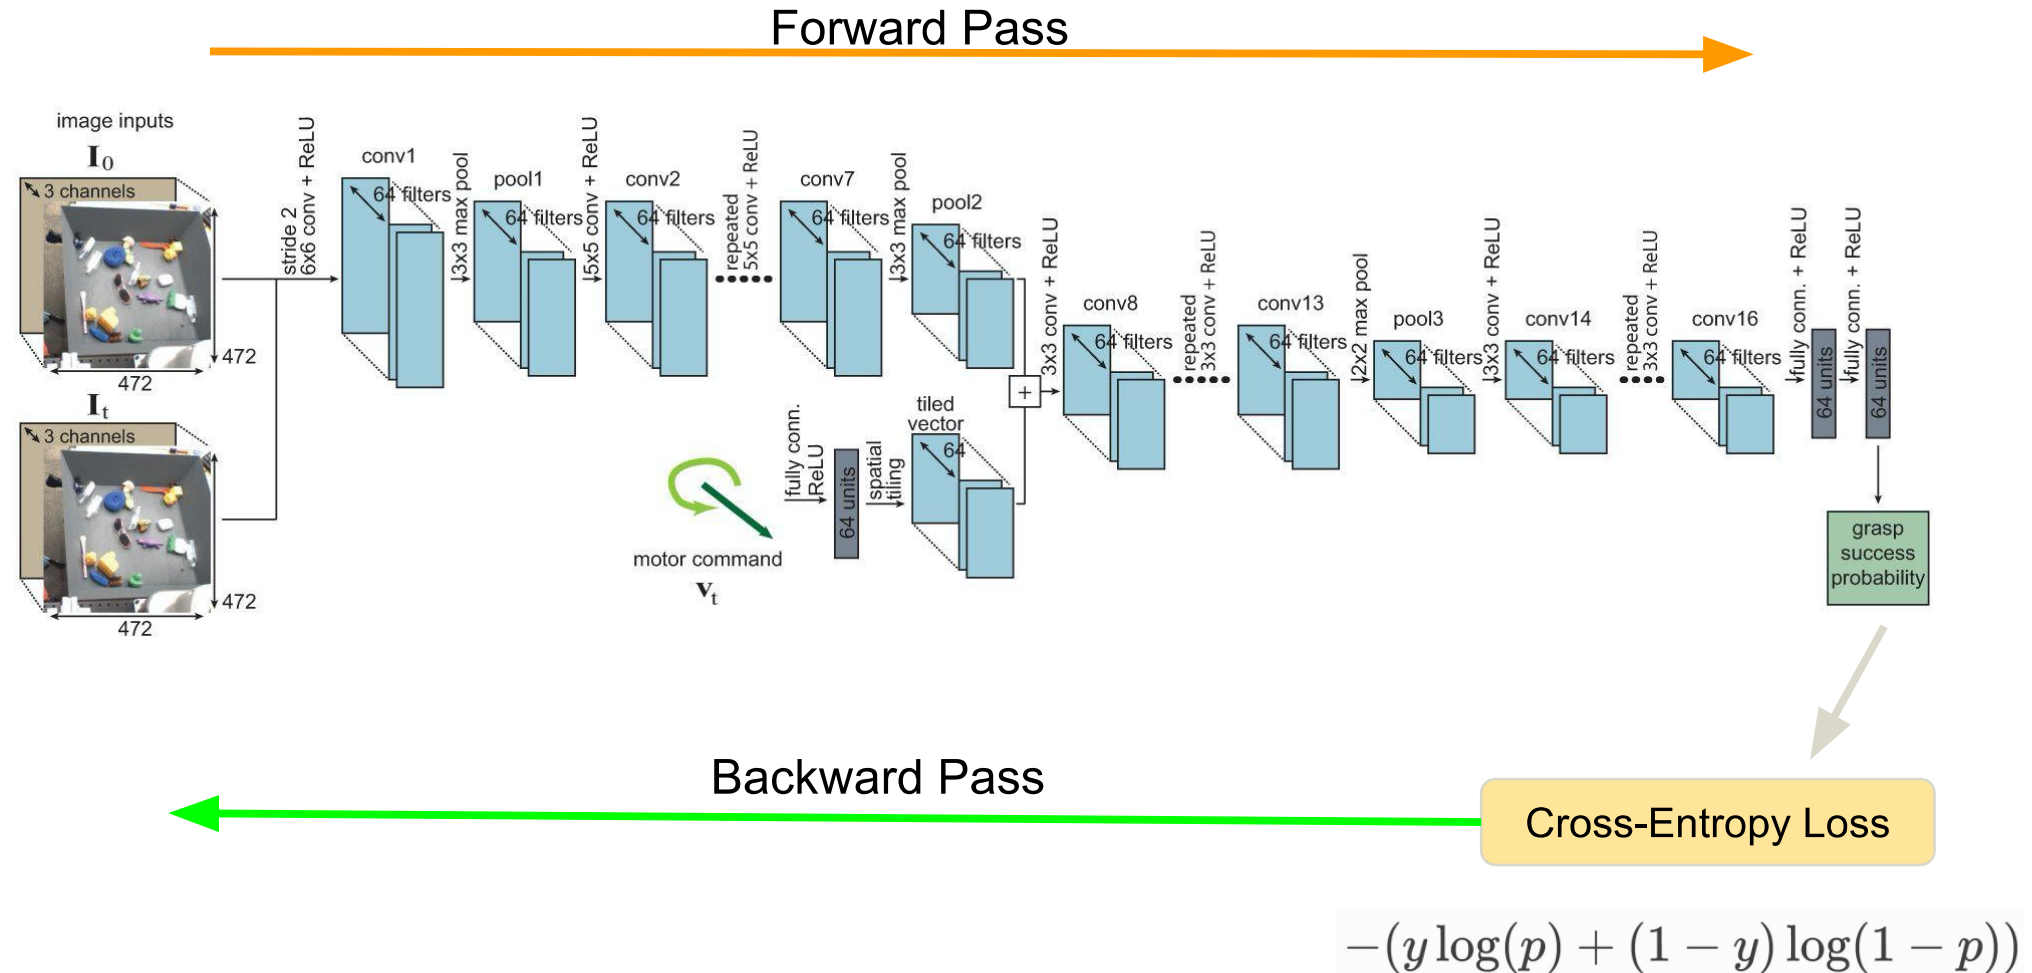 Forward Pass
image inputs
I0
3 channels
472
472
It
3 channels
472
472
stride 2
6x6 conv + ReLU
conv1
64 filters
3x3 max pool
pool1
64 filters
5x5 conv + ReLU
conv2
64 filters
repeated
5x5 conv + ReLU
conv7
64 filters
3x3 max pool
pool2
64 filters
motor command
vt
fully conn.
ReLU
64 units
spatial
tiling
tiled
vector
64
+
3x3 conv + ReLU
conv8
64 filters
repeated
3x3 conv + ReLU
conv13
64 filters
2x2 max pool
pool3
64 filters
3x3 conv + ReLU
conv14
64 filters
repeated
3x3 conv + ReLU
conv16
64 filters
fully conn. + ReLU
64 units
fully conn. + ReLU
64 units
grasp
success
probability
Backward Pass
Cross-Entropy Loss
−(y log(p) + (1 − y) log(1 − p))